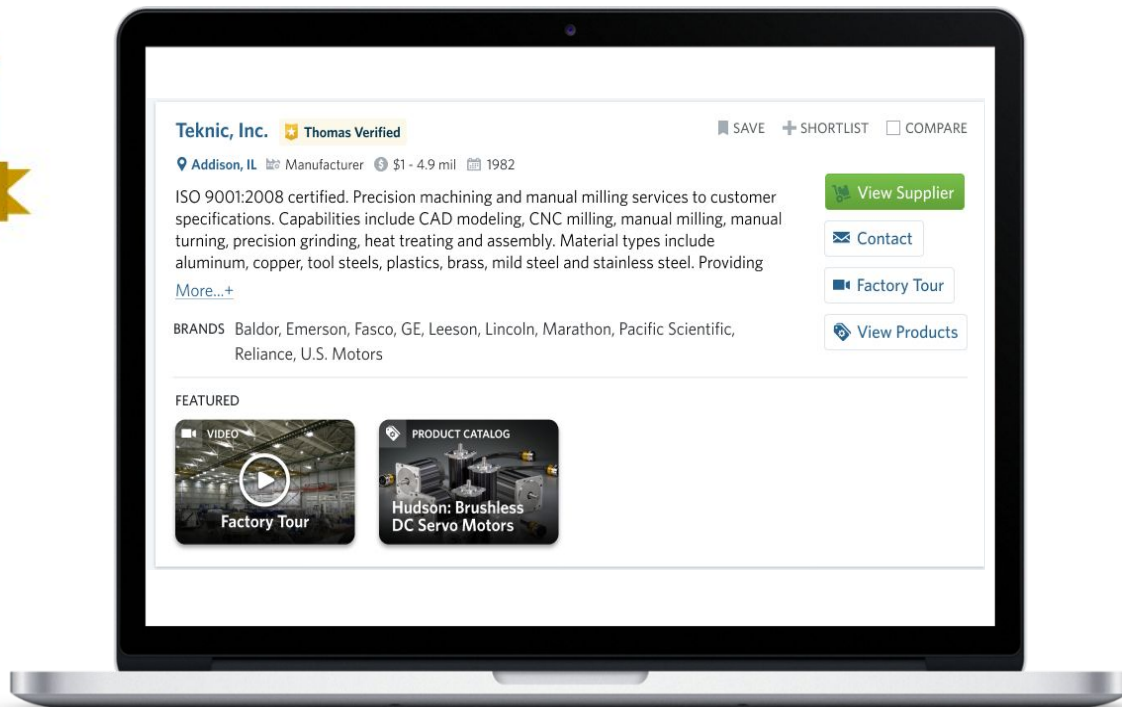 Teknic, Inc. Thomas Verified
SAVE SHORTLIST COMPARE
Addison, IL Manufacturer $1 - 4.9 mil 1982
ISO 9001:2008 certified. Precision machining and manual milling services to customer
specifications. Capabilities include CAD modeling, CNC milling, manual milling, manual
turning, precision grinding, heat treating and assembly. Material types include
aluminum, copper, tool steels, plastics, brass, mild steel and stainless steel. Providing
More...+
View Supplier
Contact
Factory Tour
View Products
BRANDS Baldor, Emerson, Fasco, GE, Leeson, Lincoln, Marathon, Pacific Scientific,
Reliance, U.S. Motors
FEATURED
VIDEO
Factory Tour
PRODUCT CATALOG
Hudson: Brushless
DC Servo Motors